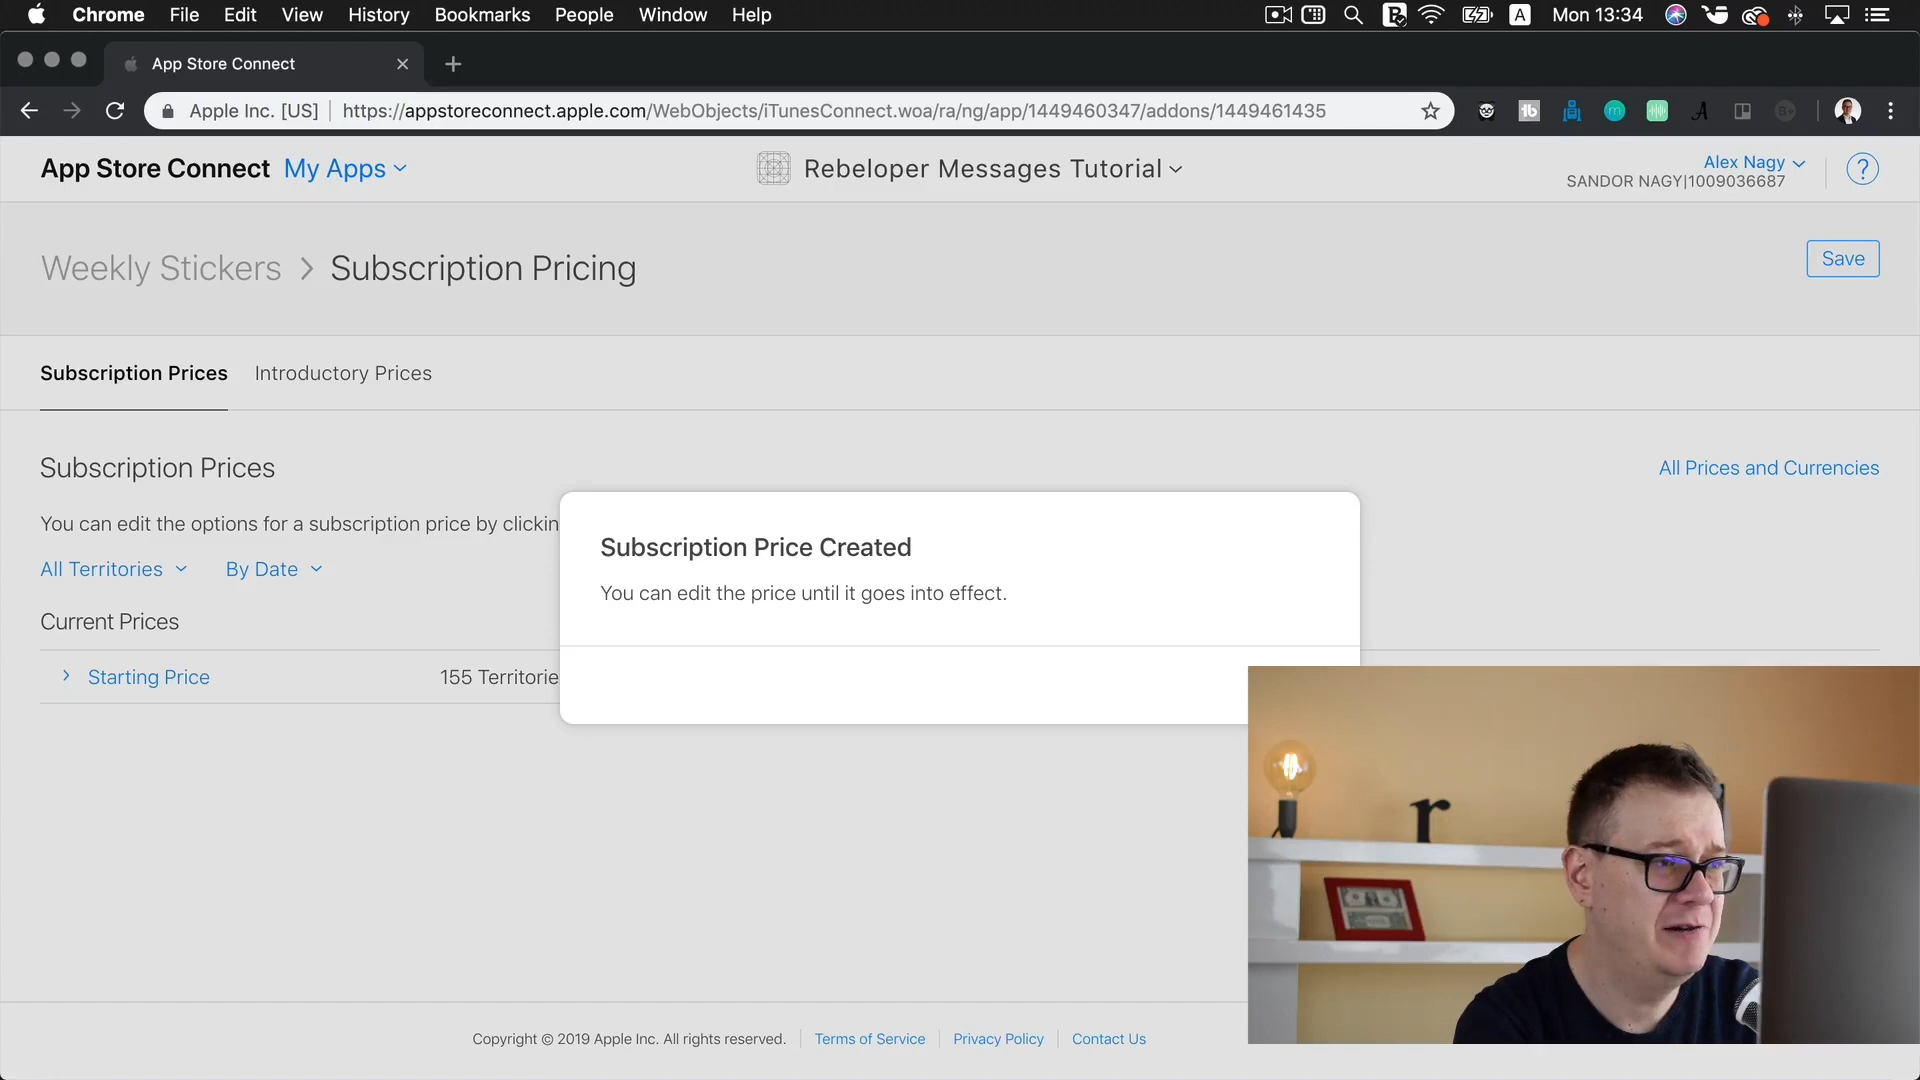 Chrome File Edit View History Bookmarks People Window Help
A Mon 13:34
App Store Connect
Apple Inc. [US] https://appstoreconnect.apple.com/WebObjects/iTunesConnect.woa/ra/ng/app/1449460347/addons/1449461435
App Store Connect My Apps
Rebeloper Messages Tutorial
Alex Nagy
SANDOR NAGY|1009036687
?
Weekly Stickers > Subscription Pricing
Save
Subscription Prices Introductory Prices
Subscription Prices
All Prices and Currencies
You can edit the options for a subscription price by clickin
All Territories By Date
Current Prices
Starting Price 155 Territorie
Subscription Price Created
You can edit the price until it goes into effect.
r
Copyright © 2019 Apple Inc. All rights reserved. Terms of Service Privacy Policy Contact Us